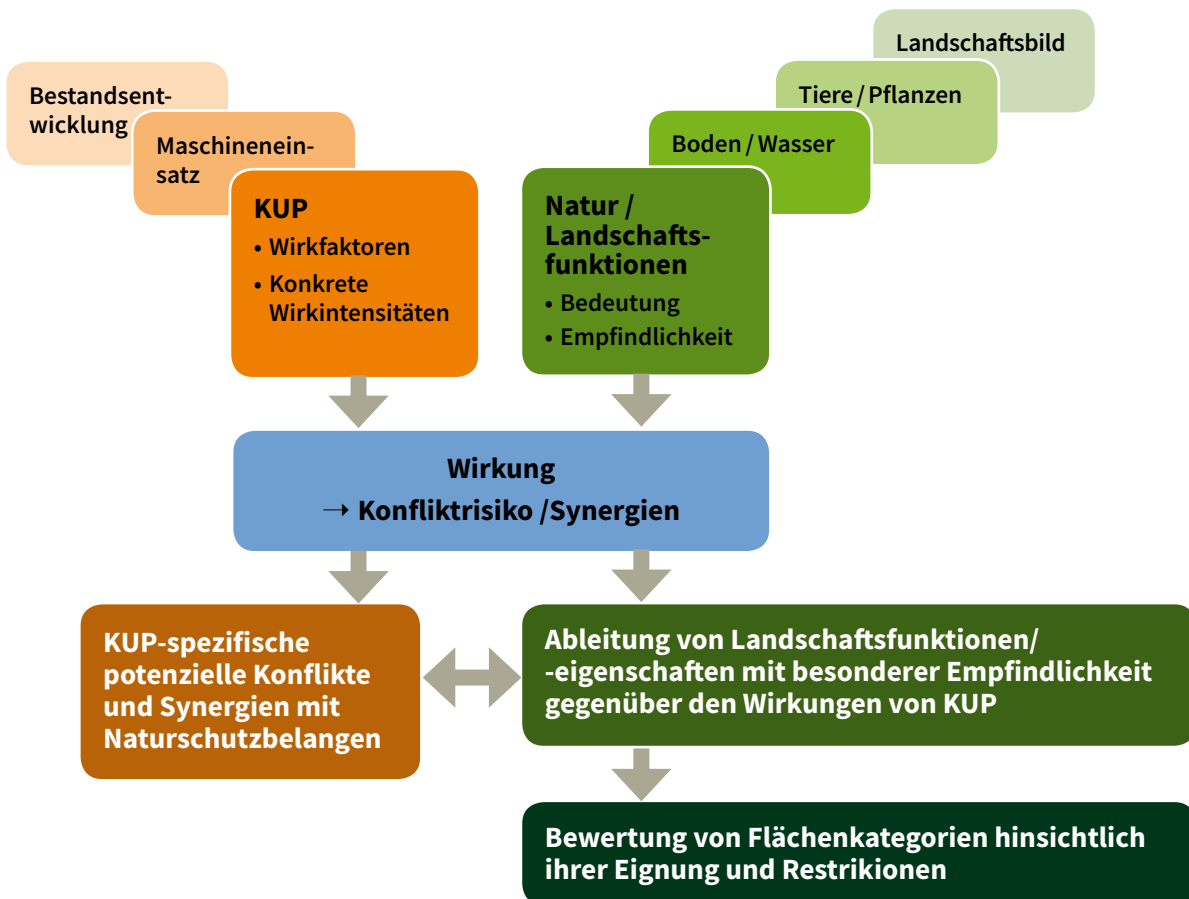 Landschaftsbild
Tiere / Pflanzen
Boden / Wasser
Bestandsent-
wicklung
Maschinenein-
satz
KUP
• Wirkfaktoren
• Konkrete
Wirkintensitäten
Natur /
Landschafts-
funktionen
• Bedeutung
• Empfindlichkeit
Wirkung
→ Konfliktrisiko /Synergien
KUP-spezifische
potenzielle Konflikte
und Synergien mit
Naturschutzbelangen
Ableitung von Landschaftsfunktionen/
-eigenschaften mit besonderer Empfindlichkeit
gegenüber den Wirkungen von KUP
Bewertung von Flächenkategorien hinsichtlich
ihrer Eignung und Restrikionen